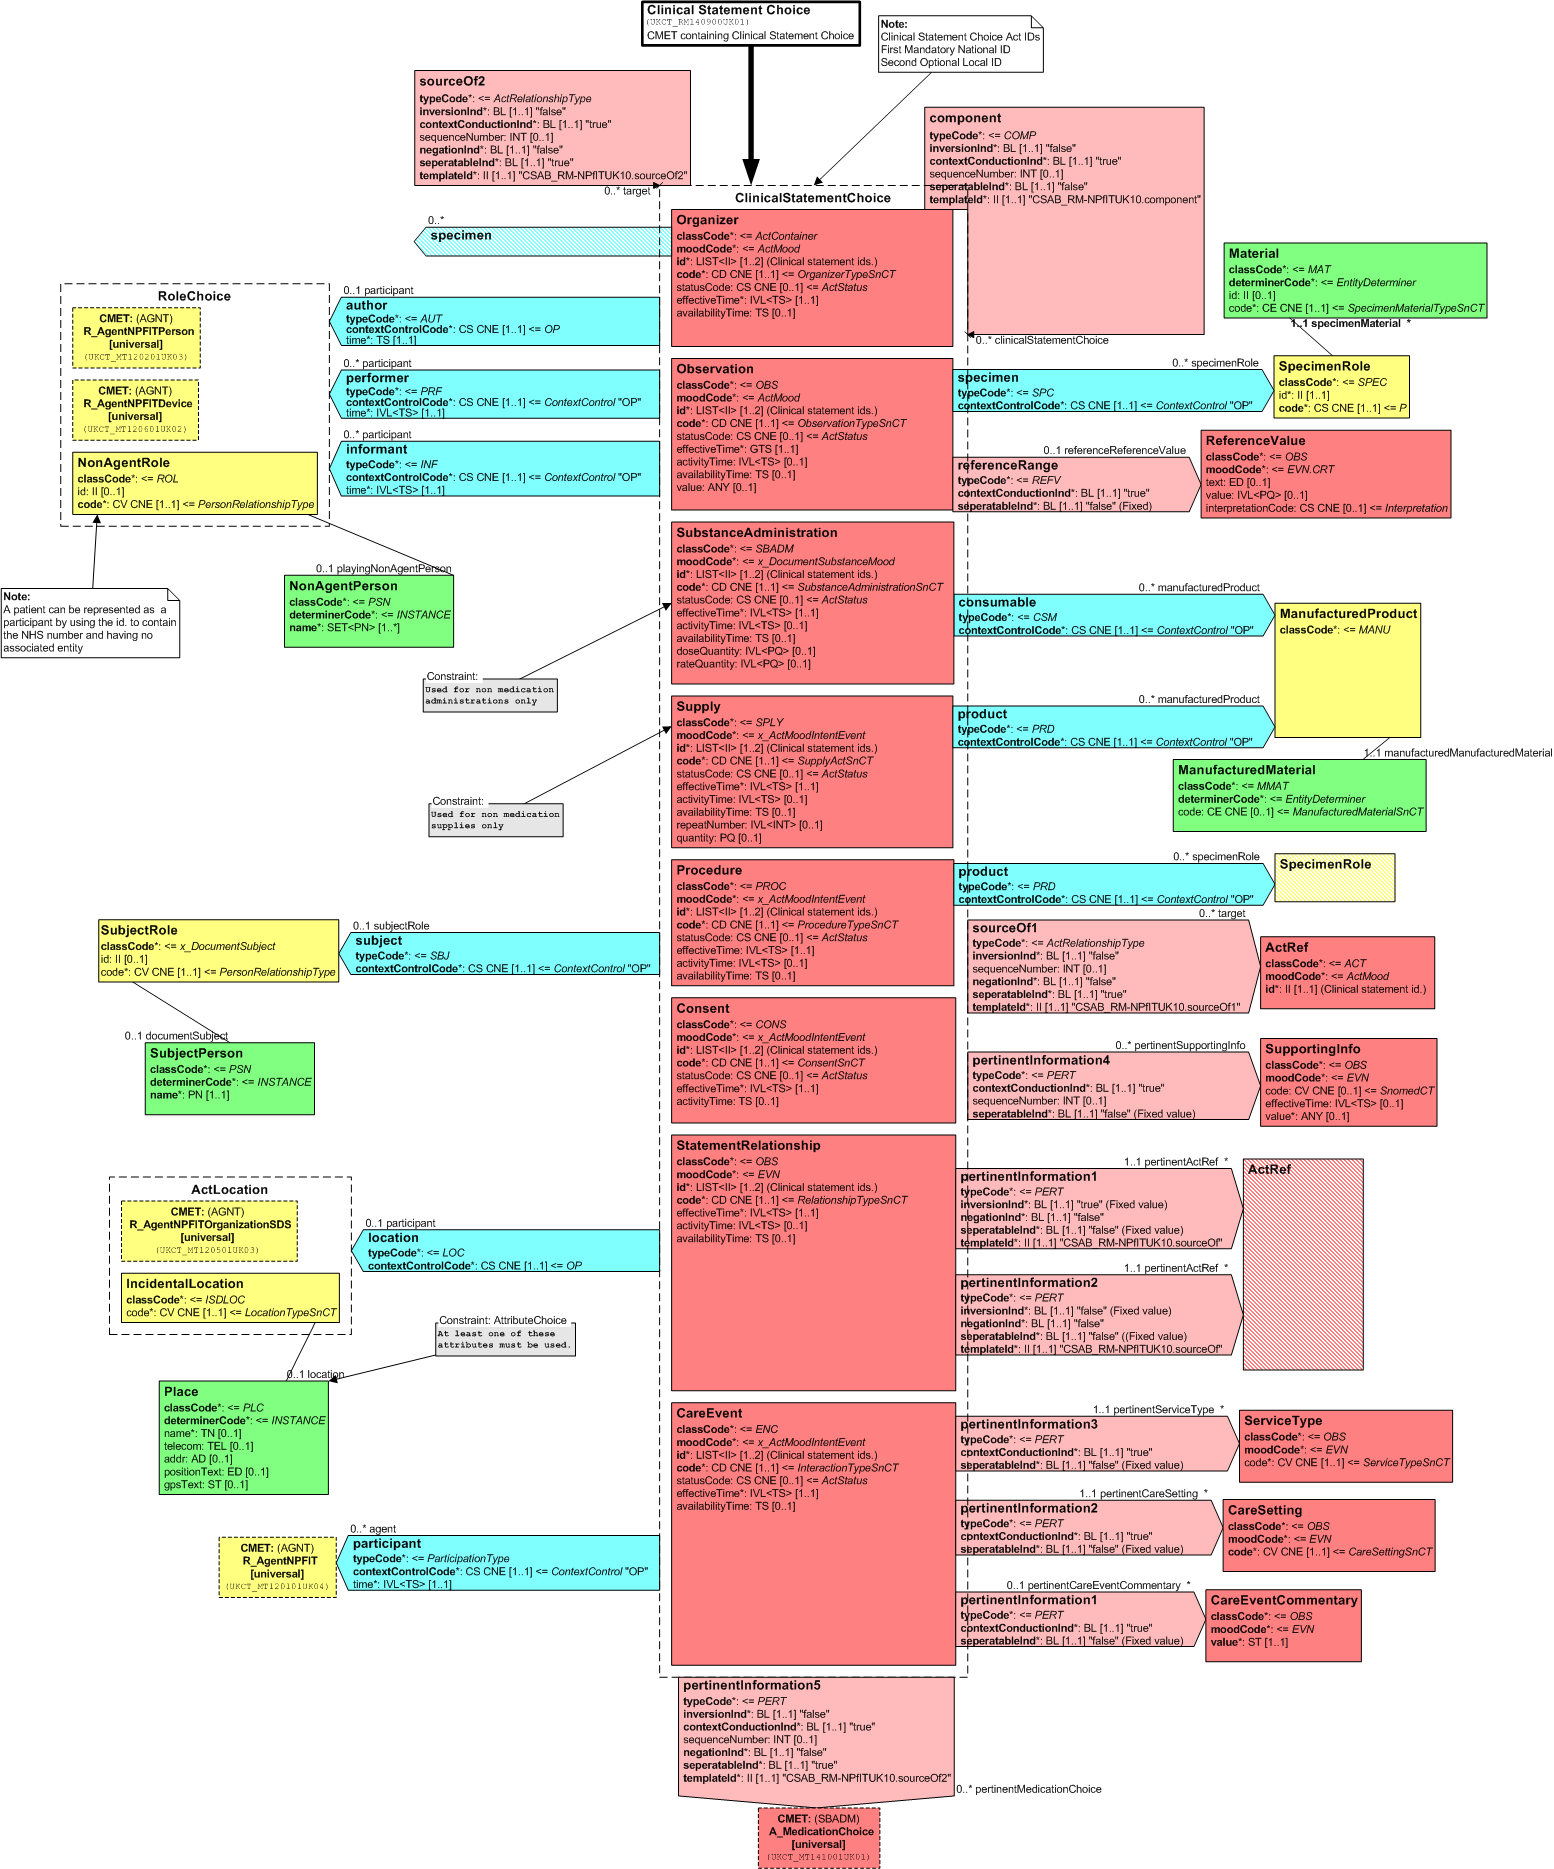 Clinical Statement Choice
(UKCT_RM140900UK01)
CMET containing Clinical Statement Choice
Note:
Clinical Statement Choice Act IDs
First Mandatory National ID
Second Optional Local ID
sourceOf2
typeCode*: <= ActRelationshipType
inversionInd*: BL [1..1] "false"
contextConductionInd*: BL [1..1] "true"
sequenceNumber: INT [0..1]
negationInd*: BL [1..1] "false"
seperatableInd*: BL [1..1] "true"
templateId*: II [1..1] "CSAB_RM-NPfITUK10.sourceOf2"
0..* target
component
typeCode*: <= COMP
inversionInd*: BL [1..1] "false"
contextConductionInd*: BL [1..1] "true"
sequenceNumber: INT [0..1]
seperatableInd*: BL [1..1] "false"
templateId*: II [1..1] "CSAB_RM-NPfITUK10.component"
0..* clinicalStatementChoice
ClinicalStatementChoice
Organizer
classCode*: <= ActContainer
moodCode*: <= ActMood
id*: LIST<II> [1..2] (Clinical statement ids.)
code*: CD CNE [1..1] <= OrganizerTypeSnCT
statusCode: CS CNE [0..1] <= ActStatus
effectiveTime*: IVL<TS> [1..1]
availabilityTime: TS [0..1]
0..*
specimen
RoleChoice
CMET: (AGNT)
R_AgentNPFITPerson
[universal]
(UKCT_MT120201UK03)
CMET: (AGNT)
R_AgentNPFITDevice
[universal]
(UKCT_MT120601UK02)
NonAgentRole
classCode*: <= ROL
id: II [0..1]
code*: CV CNE [1..1] <= PersonRelationshipType
0..1 participant
author
typeCode*: <= AUT
contextControlCode*: CS CNE [1..1] <= OP
time*: TS [1..1]
0..* participant
performer
typeCode*: <= PRF
contextControlCode*: CS CNE [1..1] <= ContextControl "OP"
time*: IVL<TS> [1..1]
0..* participant
informant
typeCode*: <= INF
contextControlCode*: CS CNE [1..1] <= ContextControl "OP"
time*: IVL<TS> [1..1]
Note:
A patient can be represented as  a
participant by using the id. to contain
the NHS number and having no
associated entity
0..1 playingNonAgentPerson
NonAgentPerson
classCode*: <= PSN
determinerCode*: <= INSTANCE
name*: SET<PN> [1..*]
Material
classCode*: <= MAT
determinerCode*: <= EntityDeterminer
id: II [0..1]
code*: CE CNE [1..1] <= SpecimenMaterialTypeSnCT
1..1 specimenMaterial  *
SpecimenRole
classCode*: <= SPEC
id*: II [1..1]
code*: CS CNE [1..1] <= P
Observation
classCode*: <= OBS
moodCode*: <= ActMood
id*: LIST<II> [1..2] (Clinical statement ids.)
code*: CD CNE [1..1] <= ObservationTypeSnCT
statusCode: CS CNE [0..1] <= ActStatus
effectiveTime*: GTS [1..1]
activityTime: IVL<TS> [0..1]
availabilityTime: TS [0..1]
value: ANY [0..1]
0..* specimenRole
specimen
typeCode*: <= SPC
contextControlCode*: CS CNE [1..1] <= ContextControl "OP"
0..1 referenceReferenceValue
referenceRange
typeCode*: <= REFV
contextConductionInd*: BL [1..1] "true"
seperatableInd*: BL [1..1] "false" (Fixed)
ReferenceValue
classCode*: <= OBS
moodCode*: <= EVN.CRT
text: ED [0..1]
value: IVL<PQ> [0..1]
interpretationCode: CS CNE [0..1] <= Interpretation
SubstanceAdministration
classCode*: <= SBADM
moodCode*: <= x_DocumentSubstanceMood
id*: LIST<II> [1..2] (Clinical statement ids.)
code*: CD CNE [1..1] <= SubstanceAdministrationSnCT
statusCode: CS CNE [0..1] <= ActStatus
effectiveTime*: IVL<TS> [1..1]
activityTime: IVL<TS> [0..1]
availabilityTime: TS [0..1]
doseQuantity: IVL<PQ> [0..1]
rateQuantity: IVL<PQ> [0..1]
Constraint:
Used for non medication
administrations only
0..* manufacturedProduct
consumable
typeCode*: <= CSM
contextControlCode*: CS CNE [1..1] <= ContextControl "OP"
ManufacturedProduct
classCode*: <= MANU
Supply
classCode*: <= SPLY
moodCode*: <= x_ActMoodIntentEvent
id*: LIST<II> [1..2] (Clinical statement ids.)
code*: CD CNE [1..1] <= SupplyActSnCT
statusCode: CS CNE [0..1] <= ActStatus
effectiveTime*: IVL<TS> [1..1]
activityTime: IVL<TS> [0..1]
availabilityTime: TS [0..1]
repeatNumber: IVL<INT> [0..1]
quantity: PQ [0..1]
Constraint:
Used for non medication
supplies only
0..* manufacturedProduct
product
typeCode*: <= PRD
contextControlCode*: CS CNE [1..1] <= ContextControl "OP"
1..1 manufacturedManufacturedMaterial
ManufacturedMaterial
classCode*: <= MMAT
determinerCode*: <= EntityDeterminer
code: CE CNE [0..1] <= ManufacturedMaterialSnCT
Procedure
classCode*: <= PROC
moodCode*: <= x_ActMoodIntentEvent
id*: LIST<II> [1..2] (Clinical statement ids.)
code*: CD CNE [1..1] <= ProcedureTypeSnCT
statusCode: CS CNE [0..1] <= ActStatus
effectiveTime: IVL<TS> [1..1]
activityTime: IVL<TS> [0..1]
availabilityTime: TS [0..1]
0..* specimenRole
product
typeCode*: <= PRD
contextControlCode*: CS CNE [1..1] <= ContextControl "OP"
SpecimenRole
0..* target
sourceOf1
typeCode*: <= ActRelationshipType
inversionInd*: BL [1..1] "false"
sequenceNumber: INT [0..1]
negationInd*: BL [1..1] "false"
seperatableInd*: BL [1..1] "true"
templateId*: II [1..1] "CSAB_RM-NPfITUK10.sourceOf1"
ActRef
classCode*: <= ACT
moodCode*: <= ActMood
id*: II [1..1] (Clinical statement id.)
SubjectRole
classCode*: <= x_DocumentSubject
id: II [0..1]
code*: CV CNE [1..1] <= PersonRelationshipType
0..1 subjectRole
subject
typeCode*: <= SBJ
contextControlCode*: CS CNE [1..1] <= ContextControl "OP"
0..1 documentSubject
SubjectPerson
classCode*: <= PSN
determinerCode*: <= INSTANCE
name*: PN [1..1]
Consent
classCode*: <= CONS
moodCode*: <= x_ActMoodIntentEvent
id*: LIST<II> [1..2] (Clinical statement ids.)
code*: CD CNE [1..1] <= ConsentSnCT
statusCode: CS CNE [0..1] <= ActStatus
effectiveTime*: IVL<TS> [1..1]
activityTime: TS [0..1]
0..* pertinentSupportingInfo
pertinentInformation4
typeCode*: <= PERT
contextConductionInd*: BL [1..1] "true"
sequenceNumber: INT [0..1]
seperatableInd*: BL [1..1] "false" (Fixed value)
SupportingInfo
classCode*: <= OBS
moodCode*: <= EVN
code: CV CNE [0..1] <= SnomedCT
effectiveTime: IVL<TS> [0..1]
value*: ANY [0..1]
StatementRelationship
classCode*: <= OBS
moodCode*: <= EVN
id*: LIST<II> [1..2] (Clinical statement ids.)
code*: CD CNE [1..1] <= RelationshipTypeSnCT
effectiveTime*: IVL<TS> [1..1]
activityTime: IVL<TS> [0..1]
availabilityTime: TS [0..1]
1..1 pertinentActRef  *
pertinentInformation1
typeCode*: <= PERT
inversionInd*: BL [1..1] "true" (Fixed value)
negationInd*: BL [1..1] "false"
seperatableInd*: BL [1..1] "false" (Fixed value)
templateId*: II [1..1] "CSAB_RM-NPfITUK10.sourceOf"
ActRef
1..1 pertinentActRef  *
pertinentInformation2
typeCode*: <= PERT
inversionInd*: BL [1..1] "false" (Fixed value)
negationInd*: BL [1..1] "false"
seperatableInd*: BL [1..1] "false" ((Fixed value)
templateId*: II [1..1] "CSAB_RM-NPfITUK10.sourceOf"
ActLocation
CMET: (AGNT)
R_AgentNPFITOrganizationSDS
[universal]
(UKCT_MT120501UK03)
IncidentalLocation
classCode*: <= ISDLOC
code*: CV CNE [1..1] <= LocationTypeSnCT
0..1 participant
location
typeCode*: <= LOC
contextControlCode*: CS CNE [1..1] <= OP
Constraint: AttributeChoice
At least one of these
attributes must be used.
0..1 location
Place
classCode*: <= PLC
determinerCode*: <= INSTANCE
name*: TN [0..1]
telecom: TEL [0..1]
addr: AD [0..1]
positionText: ED [0..1]
gpsText: ST [0..1]
CareEvent
classCode*: <= ENC
moodCode*: <= x_ActMoodIntentEvent
id*: LIST<II> [1..2] (Clinical statement ids.)
code*: CD CNE [1..1] <= InteractionTypeSnCT
statusCode: CS CNE [0..1] <= ActStatus
effectiveTime*: IVL<TS> [1..1]
availabilityTime: TS [0..1]
1..1 pertinentServiceType  *
pertinentInformation3
typeCode*: <= PERT
contextConductionInd*: BL [1..1] "true"
seperatableInd*: BL [1..1] "false" (Fixed value)
ServiceType
classCode*: <= OBS
moodCode*: <= EVN
code*: CV CNE [1..1] <= ServiceTypeSnCT
1..1 pertinentCareSetting  *
pertinentInformation2
typeCode*: <= PERT
contextConductionInd*: BL [1..1] "true"
seperatableInd*: BL [1..1] "false" (Fixed value)
CareSetting
classCode*: <= OBS
moodCode*: <= EVN
code*: CV CNE [1..1] <= CareSettingSnCT
0..1 pertinentCareEventCommentary  *
pertinentInformation1
typeCode*: <= PERT
contextConductionInd*: BL [1..1] "true"
seperatableInd*: BL [1..1] "false" (Fixed value)
CareEventCommentary
classCode*: <= OBS
moodCode*: <= EVN
value*: ST [1..1]
0..* agent
participant
typeCode*: <= ParticipationType
contextControlCode*: CS CNE [1..1] <= ContextControl "OP"
time*: IVL<TS> [1..1]
CMET: (AGNT)
R_AgentNPFIT
[universal]
(UKCT_MT120101UK04)
pertinentInformation5
typeCode*: <= PERT
inversionInd*: BL [1..1] "false"
contextConductionInd*: BL [1..1] "true"
sequenceNumber: INT [0..1]
negationInd*: BL [1..1] "false"
seperatableInd*: BL [1..1] "true"
templateId*: II [1..1] "CSAB_RM-NPfITUK10.sourceOf2"
0..* pertinentMedicationChoice
CMET: (SBADM)
A_MedicationChoice
[universal]
(UKCT_MT141001UK01)